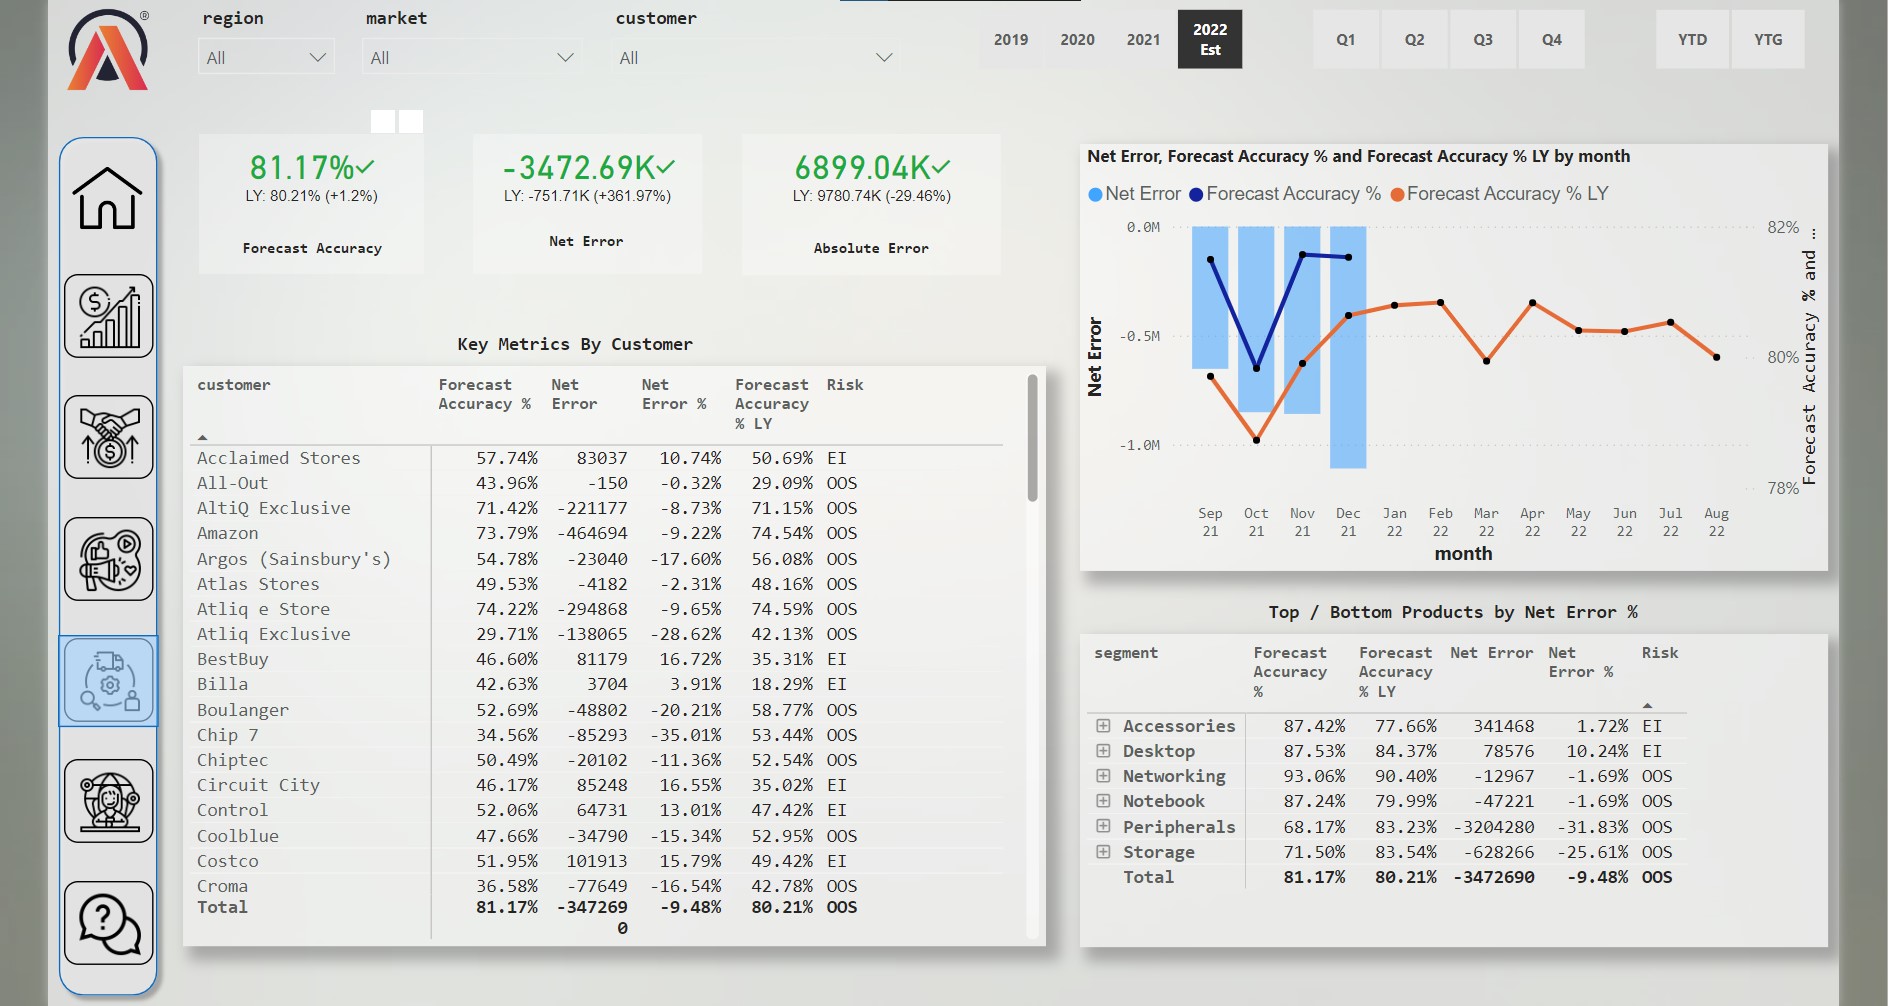 ®
region market customer
All All All
2019 2020 2021 2022 Est Q1 Q2 Q3 Q4 YTD YTG
81.17%
LY: 80.21% (+1.2%)
Forecast Accuracy
-3472.69K
LY: -751.71K (+361.97%)
Net Error
6899.04K
LY: 9780.74K (-29.46%)
Absolute Error
Key Metrics By Customer
customer Forecast Accuracy % Net Error Net Error % Forecast Accuracy % LY Risk
Acclaimed Stores 57.74% 83037 10.74% 50.69% EI
All-Out 43.96% -150 -0.32% 29.09% OOS
AltiQ Exclusive 71.42% -221177 -8.73% 71.15% OOS
Amazon 73.79% -464694 -9.22% 74.54% OOS
Argos (Sainsbury's) 54.78% -23040 -17.60% 56.08% OOS
Atlas Stores 49.53% -4182 -2.31% 48.16% OOS
Atliq e Store 74.22% -294868 -9.65% 74.59% OOS
Atliq Exclusive 29.71% -138065 -28.62% 42.13% OOS
BestBuy 46.60% 81179 16.72% 35.31% EI
Billa 42.63% 3704 3.91% 18.29% EI
Boulanger 52.69% -48802 -20.21% 58.77% OOS
Chip 7 34.56% -85293 -35.01% 53.44% OOS
Chiptec 50.49% -20102 -11.36% 52.54% OOS
Circuit City 46.17% 85248 16.55% 35.02% EI
Control 52.06% 64731 13.01% 47.42% EI
Coolblue 47.66% -34790 -15.34% 52.95% OOS
Costco 51.95% 101913 15.79% 49.42% EI
Croma 36.58% -77649 -16.54% 42.78% OOS
Total 81.17% -347269 -9.48% 80.21% OOS
0
Net Error, Forecast Accuracy % and Forecast Accuracy % LY by month
Net Error Forecast Accuracy % Forecast Accuracy % LY
0.0M
-0.5M
-1.0M
Net Error
82%
80%
78%
Forecast Accuracy % and ...
Sep Oct Nov Dec Jan Feb Mar Apr May Jun Jul Aug
21 21 21 21 22 22 22 22 22 22 22 22
month
Top / Bottom Products by Net Error %
segment Forecast Accuracy % Forecast Accuracy % LY Net Error Net Error % Risk
Accessories 87.42% 77.66% 341468 1.72% EI
Desktop 87.53% 84.37% 78576 10.24% EI
Networking 93.06% 90.40% -12967 -1.69% OOS
Notebook 87.24% 79.99% -47221 -1.69% OOS
Peripherals 68.17% 83.23% -3204280 -31.83% OOS
Storage 71.50% 83.54% -628266 -25.61% OOS
Total 81.17% 80.21% -3472690 -9.48% OOS